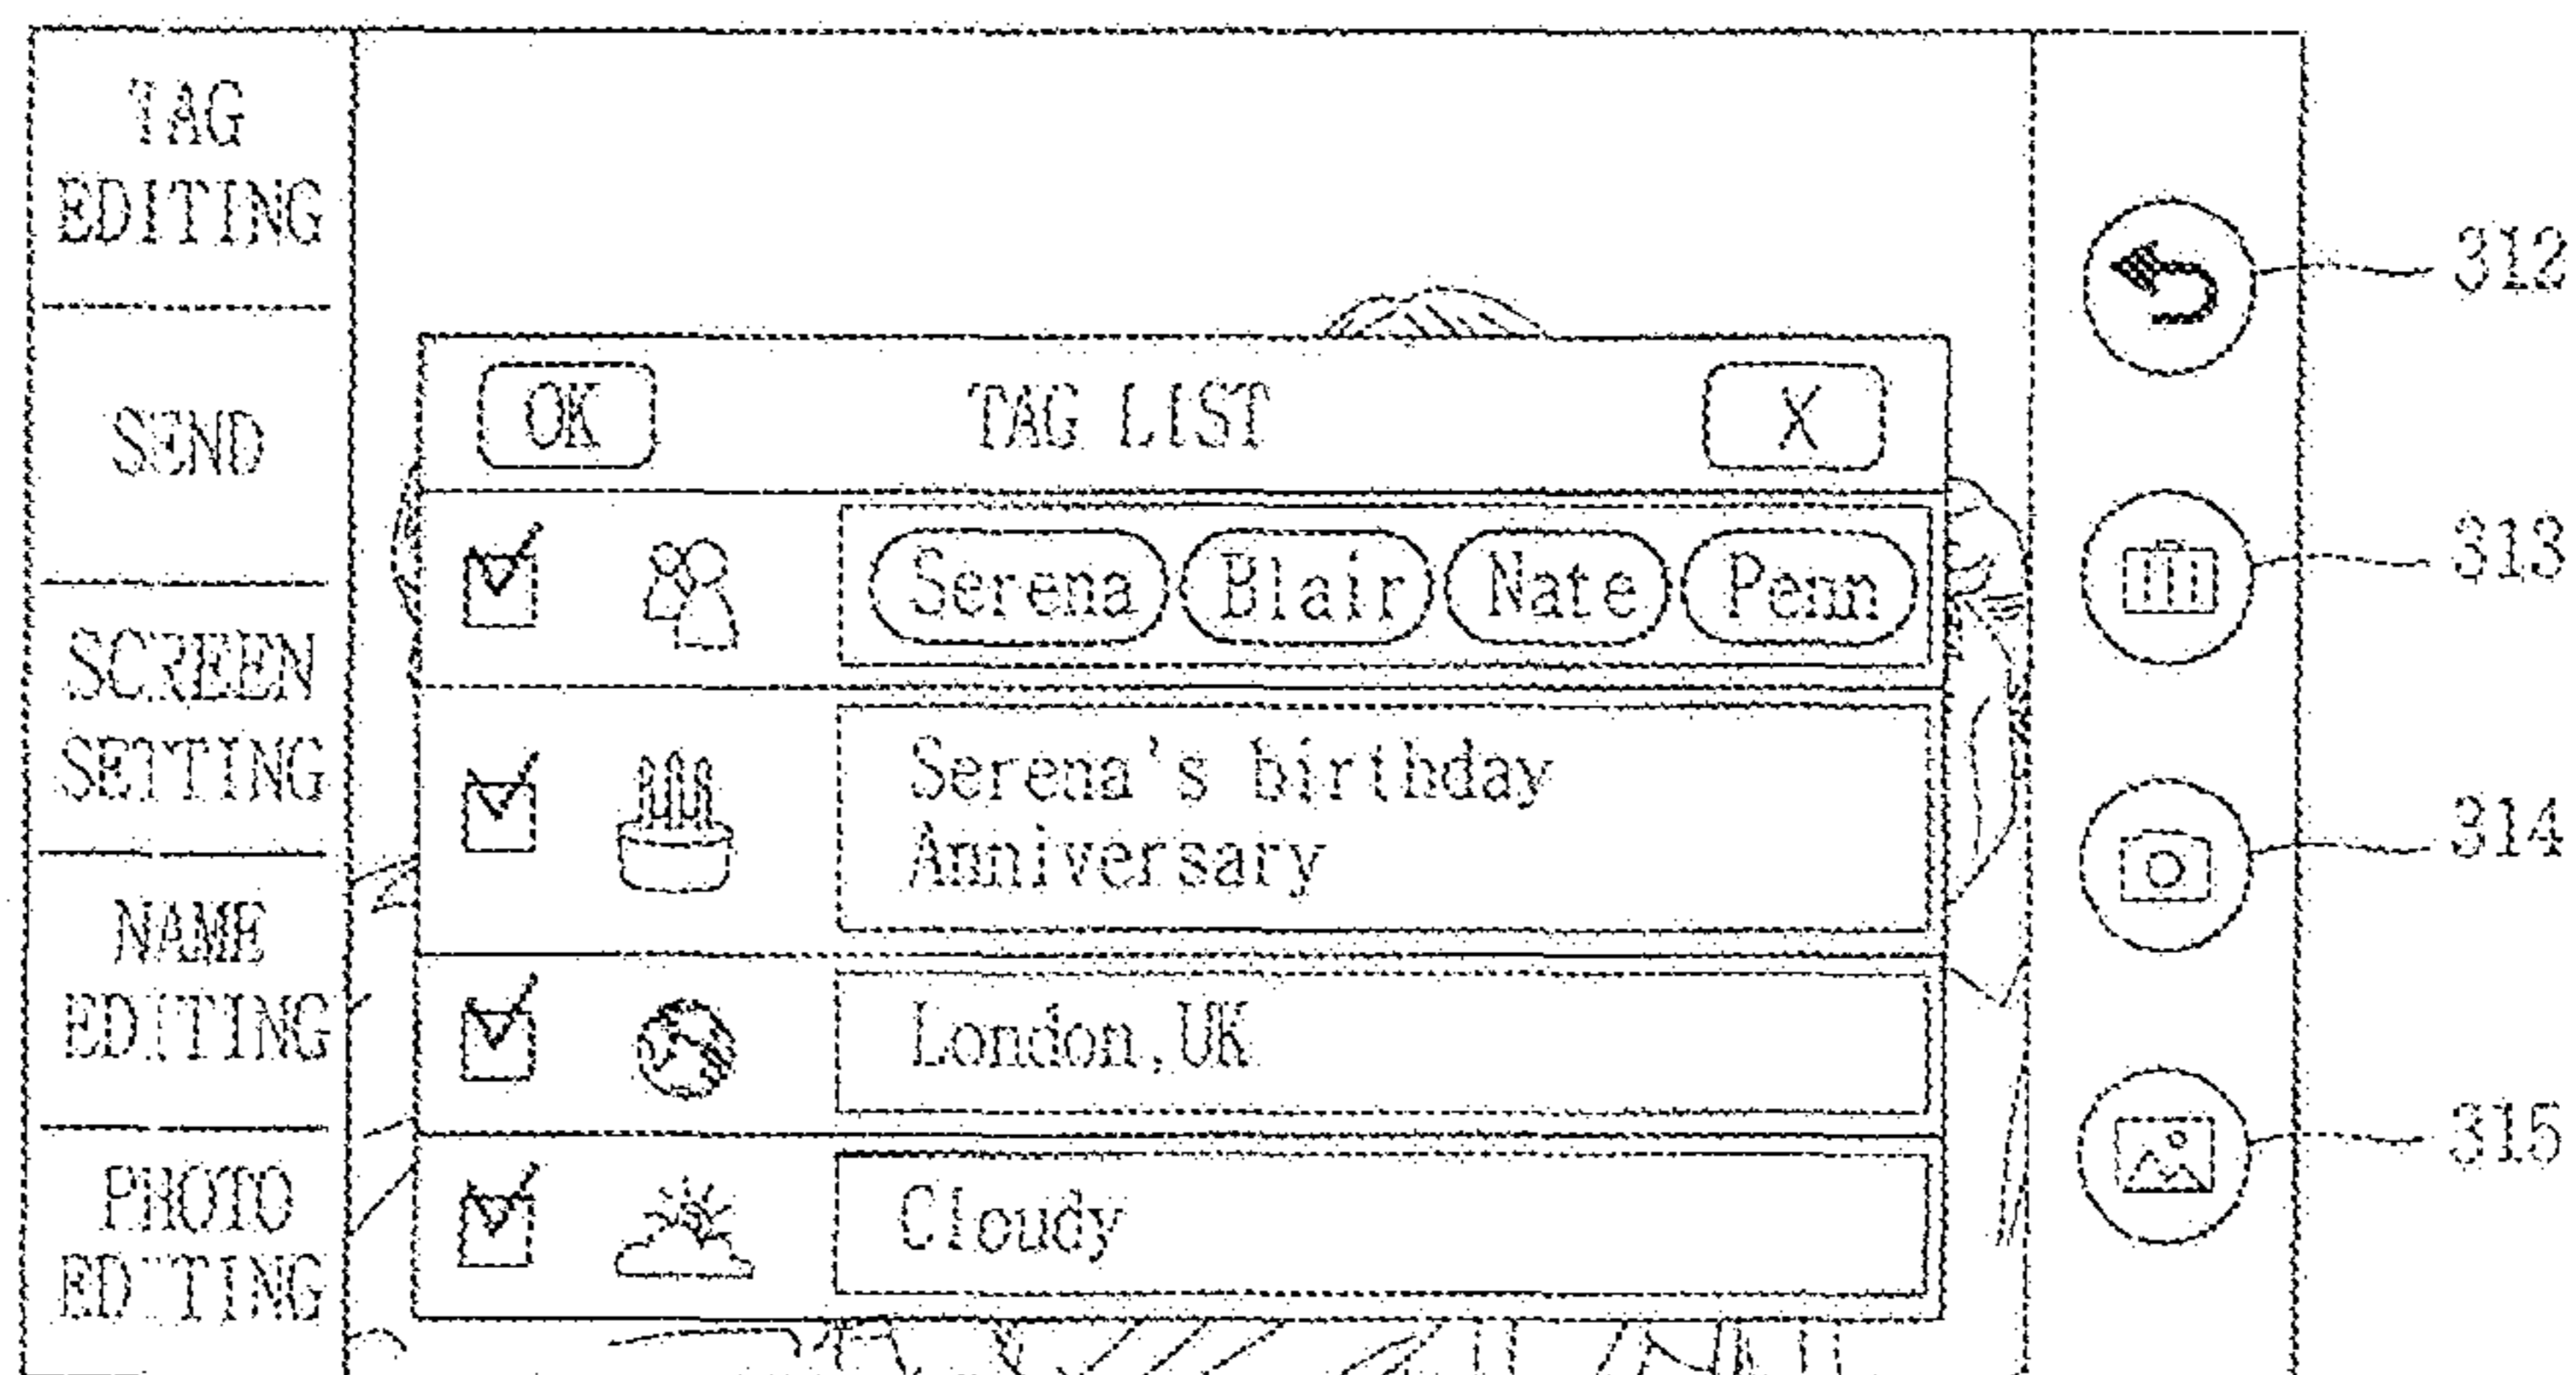 TAG
EDITING
SEND
SCREEN
SETTING
NAME
EDITING
PHOTO
EDITING
OK TAG LIST X
Serena Blair Nate Penn
Serena's birthday
Anniversary
London,UK
Cloudy
312
313
314
315